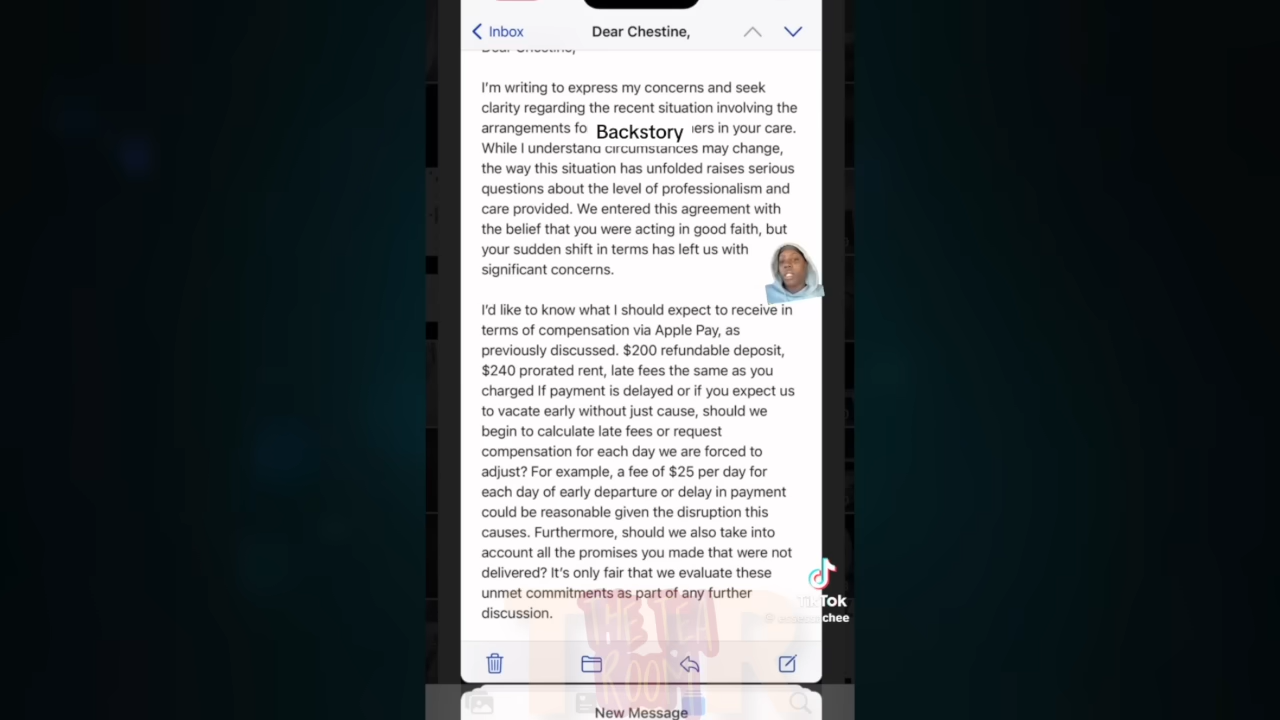 Inbox
Dear Chestine,
Dear Chestine,
I'm writing to express my concerns and seek
clarity regarding the recent situation involving the
arrangements fo
Backstory
ers in your care.
While I understand circumstances may change,
the way this situation has unfolded raises serious
questions about the level of professionalism and
care provided. We entered this agreement with
the belief that you were acting in good faith, but
your sudden shift in terms has left us with
significant concerns.
I'd like to know what I should expect to receive in
terms of compensation via Apple Pay, as
previously discussed. $200 refundable deposit,
$240 prorated rent, late fees the same as you
charged If payment is delayed or if you expect us
to vacate early without just cause, should we
begin to calculate late fees or request
compensation for each day we are forced to
adjust? For example, a fee of $25 per day for
each day of early departure or delay in payment
could be reasonable given the disruption this
causes. Furthermore, should we also take into
account all the promises you made that were not
delivered? It's only fair that we evaluate these
unmet commitments as part of any further
discussion.
TikTok
chee
THE TEA
ROOM
New Message